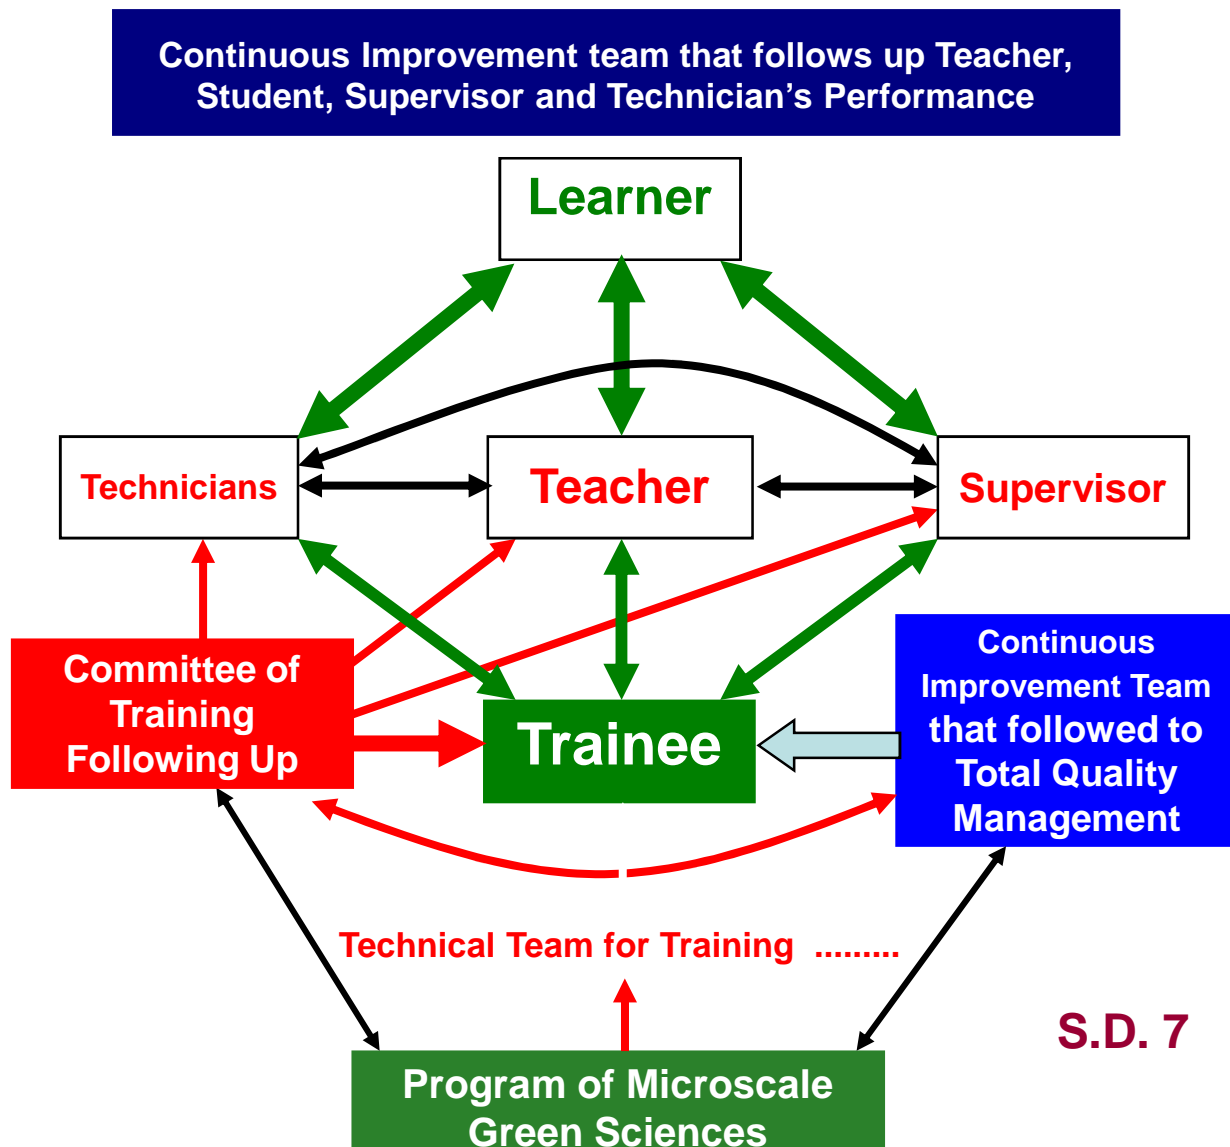 Continuous Improvement team that follows up Teacher,
Student, Supervisor and Technician’s Performance
Learner
Technicians
Teacher
Supervisor
Committee of
Training
Following Up
Trainee
Continuous
Improvement Team
that followed to
Total Quality
Management
Technical Team for Training .........
S.D. 7
Program of Microscale
Green Sciences